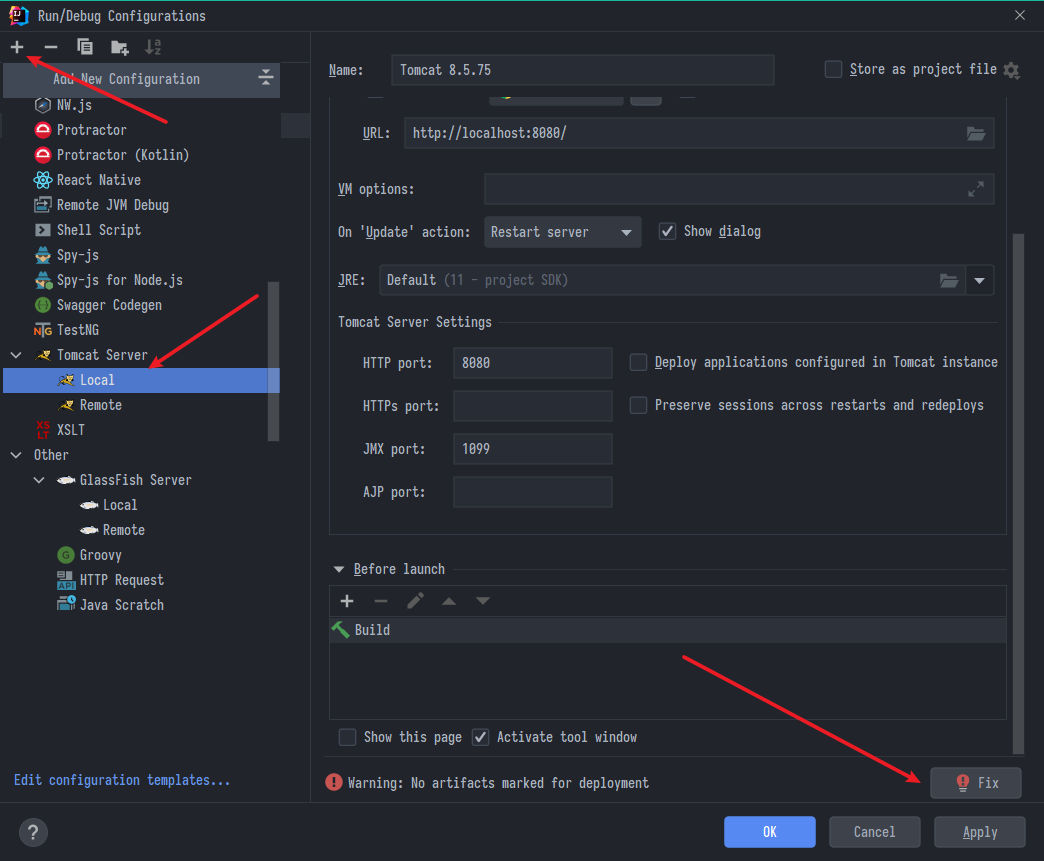 Run/Debug Configurations
Add New Configuration
NW.js
Protractor
Protractor (Kotlin)
React Native
Remote JVM Debug
Shell Script
Spy-js
Spy-js for Node.js
Swagger Codegen
TestNG
Tomcat Server
Local
Remote
XSLT
Other
GlassFish Server
Local
Remote
Groovy
HTTP Request
Java Scratch
Edit configuration templates...
Name: Tomcat 8.5.75 Store as project file
URL: http://localhost:8080/
VM options:
On 'Update' action: Restart server Show dialog
JRE: Default (11 - project SDK)
Tomcat Server Settings
HTTP port: 8080 Deploy applications configured in Tomcat instance
HTTPs port: Preserve sessions across restarts and redeploys
JMX port: 1099
AJP port:
Before launch
Build
Show this page Activate tool window
Warning: No artifacts marked for deployment Fix
? OK Cancel Apply